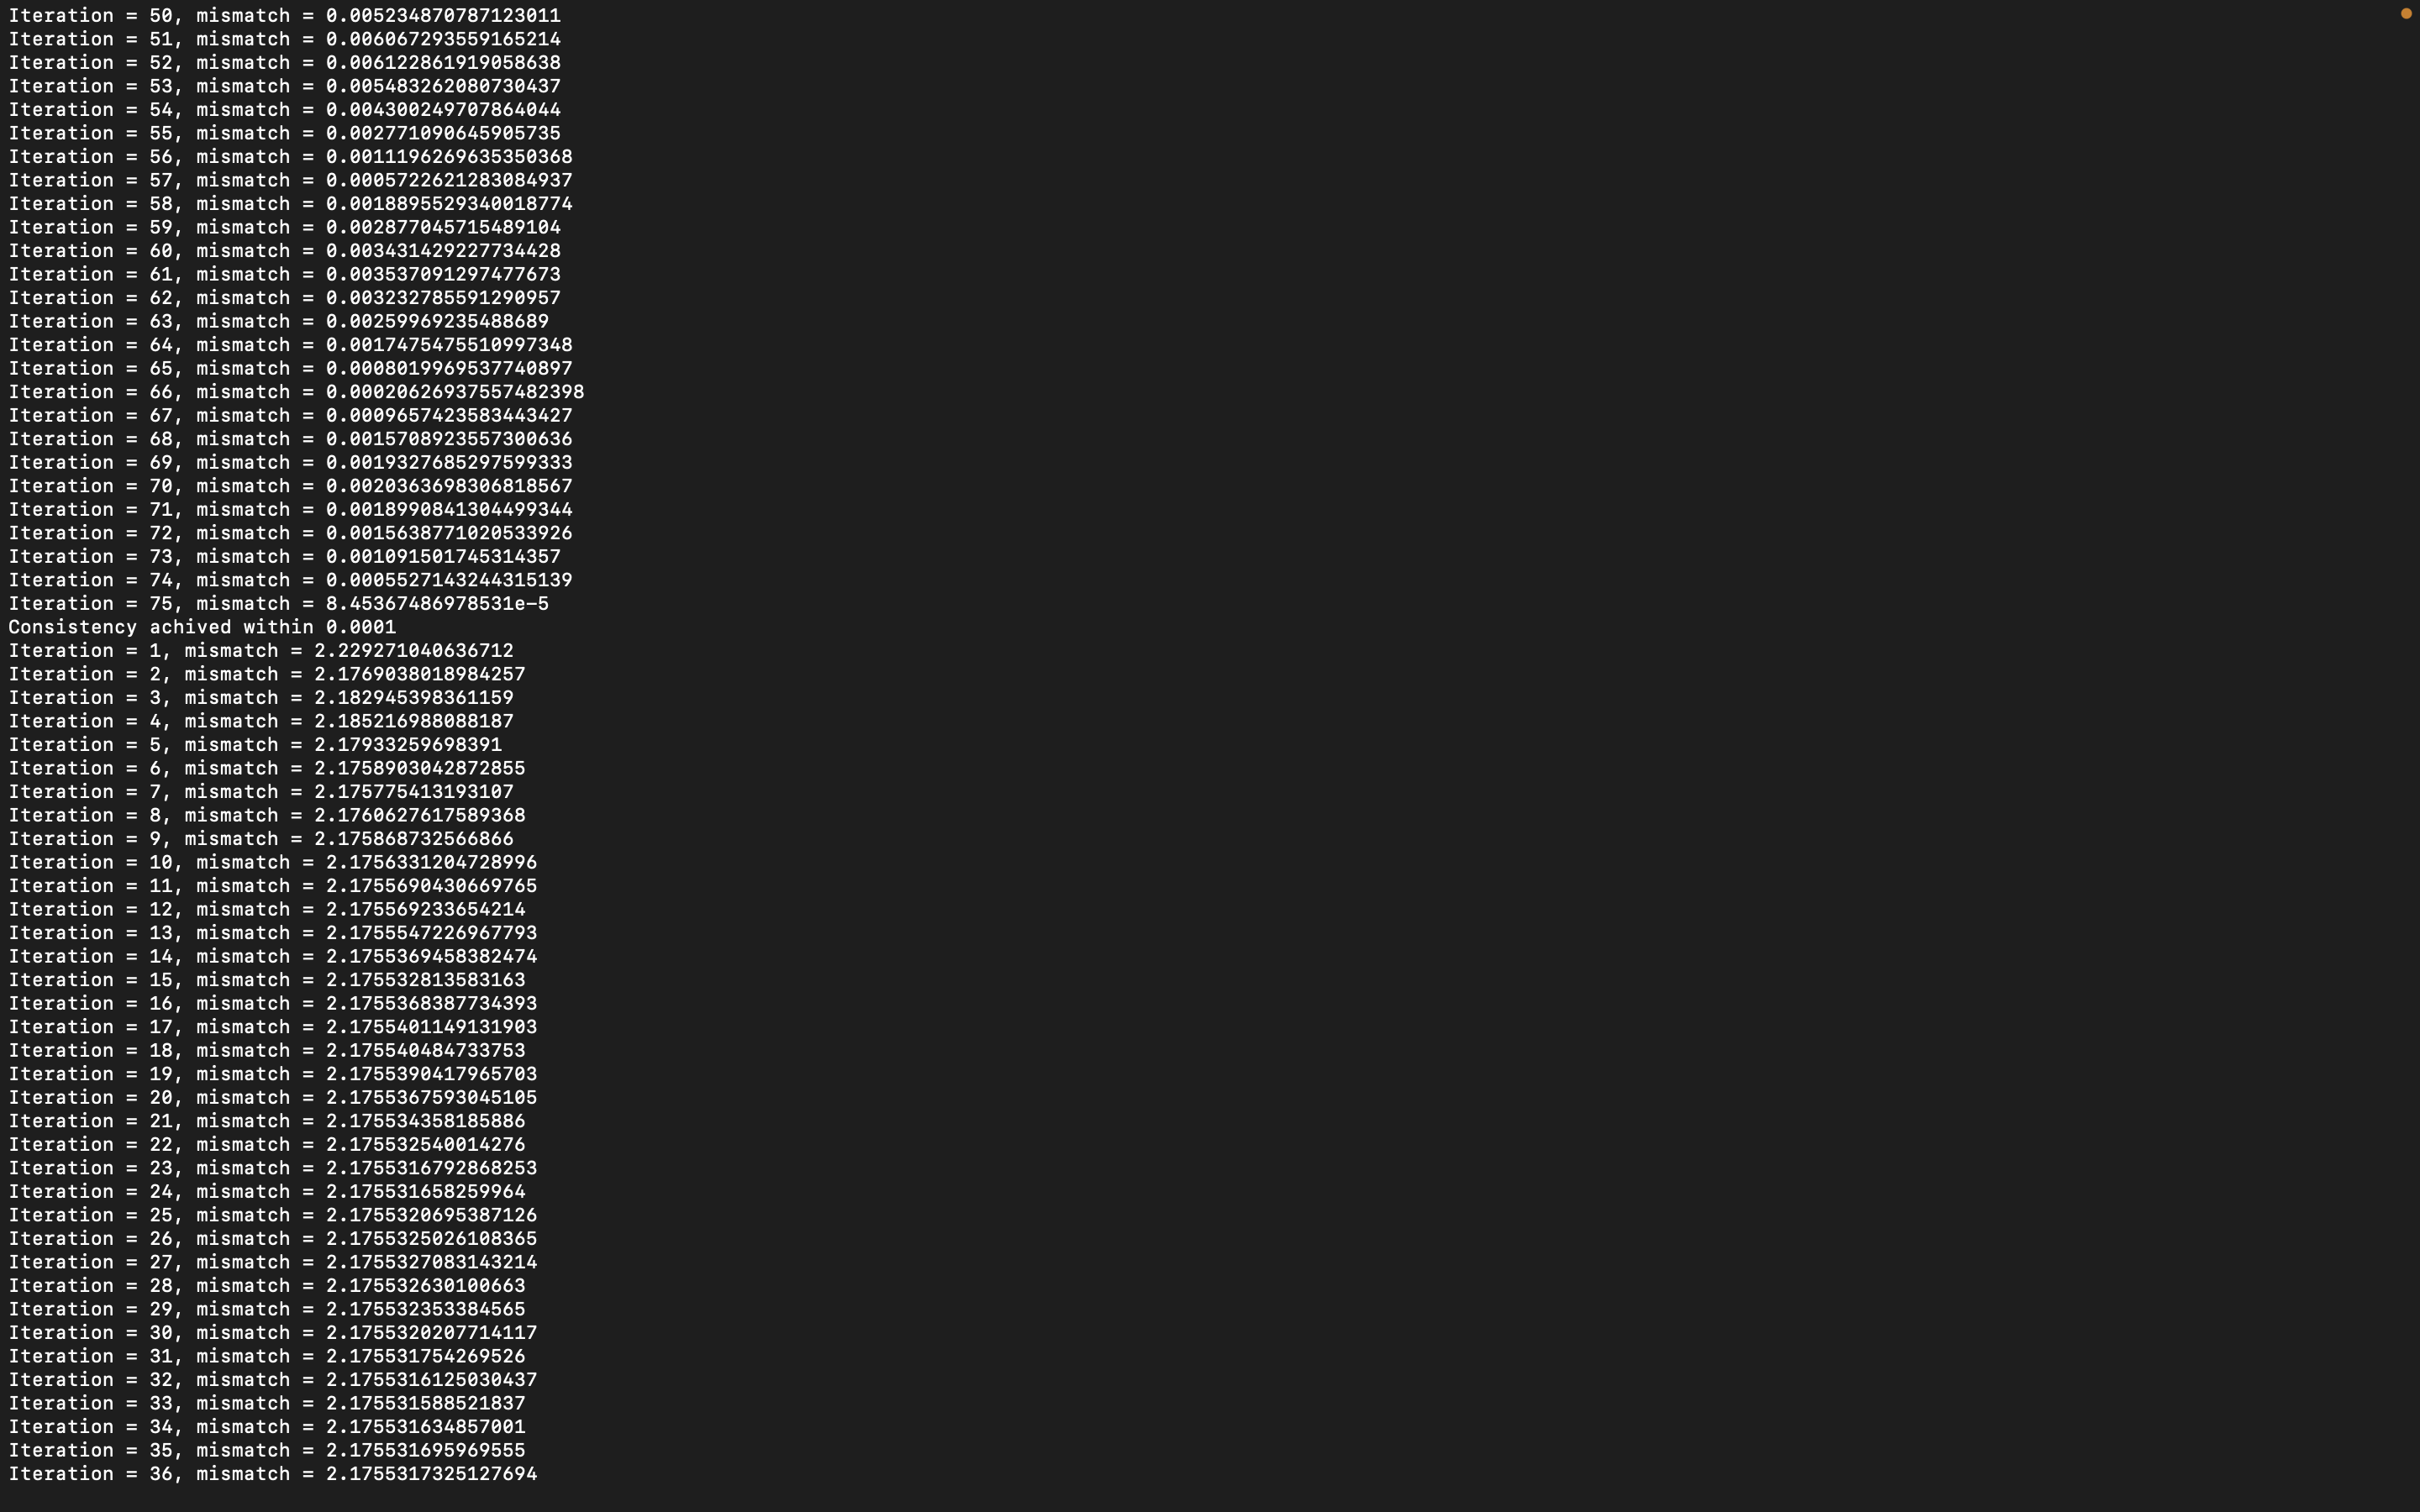 Iteration = 50, mismatch = 0.005234870787123011
Iteration = 51, mismatch = 0.006067293559165214
Iteration = 52, mismatch = 0.006122861919058638
Iteration = 53, mismatch = 0.005483262080730437
Iteration = 54, mismatch = 0.004300249707864044
Iteration = 55, mismatch = 0.002771090645905735
Iteration = 56, mismatch = 0.0011196269635350368
Iteration = 57, mismatch = 0.0005722621283084937
Iteration = 58, mismatch = 0.0018895529340018774
Iteration = 59, mismatch = 0.002877045715489104
Iteration = 60, mismatch = 0.003431429227734428
Iteration = 61, mismatch = 0.003537091297477673
Iteration = 62, mismatch = 0.003232785591290957
Iteration = 63, mismatch = 0.00259969235488689
Iteration = 64, mismatch = 0.0017475475510997348
Iteration = 65, mismatch = 0.0008019969537740897
Iteration = 66, mismatch = 0.00020626937557482398
Iteration = 67, mismatch = 0.0009657423583443427
Iteration = 68, mismatch = 0.0015708923557300636
Iteration = 69, mismatch = 0.0019327685297599333
Iteration = 70, mismatch = 0.0020363698306818567
Iteration = 71, mismatch = 0.0018990841304499344
Iteration = 72, mismatch = 0.0015638771020533926
Iteration = 73, mismatch = 0.001091501745314357
Iteration = 74, mismatch = 0.0005527143244315139
Iteration = 75, mismatch = 8.45367486978531e-5
Consistency achived within 0.0001
Iteration = 1, mismatch = 2.229271040636712
Iteration = 2, mismatch = 2.1769038018984257
Iteration = 3, mismatch = 2.182945398361159
Iteration = 4, mismatch = 2.185216988088187
Iteration = 5, mismatch = 2.17933259698391
Iteration = 6, mismatch = 2.1758903042872855
Iteration = 7, mismatch = 2.175775413193107
Iteration = 8, mismatch = 2.1760627617589368
Iteration = 9, mismatch = 2.175868732566866
Iteration = 10, mismatch = 2.1756331204728996
Iteration = 11, mismatch = 2.1755690430669765
Iteration = 12, mismatch = 2.175569233654214
Iteration = 13, mismatch = 2.1755547226967793
Iteration = 14, mismatch = 2.1755369458382474
Iteration = 15, mismatch = 2.175532813583163
Iteration = 16, mismatch = 2.1755368387734393
Iteration = 17, mismatch = 2.1755401149131903
Iteration = 18, mismatch = 2.175540484733753
Iteration = 19, mismatch = 2.1755390417965703
Iteration = 20, mismatch = 2.1755367593045105
Iteration = 21, mismatch = 2.175534358185886
Iteration = 22, mismatch = 2.175532540014276
Iteration = 23, mismatch = 2.1755316792868253
Iteration = 24, mismatch = 2.175531658259964
Iteration = 25, mismatch = 2.1755320695387126
Iteration = 26, mismatch = 2.1755325026108365
Iteration = 27, mismatch = 2.1755327083143214
Iteration = 28, mismatch = 2.175532630100663
Iteration = 29, mismatch = 2.175532353384565
Iteration = 30, mismatch = 2.1755320207714117
Iteration = 31, mismatch = 2.175531754269526
Iteration = 32, mismatch = 2.1755316125030437
Iteration = 33, mismatch = 2.175531588521837
Iteration = 34, mismatch = 2.175531634857001
Iteration = 35, mismatch = 2.175531695969555
Iteration = 36, mismatch = 2.1755317325127694